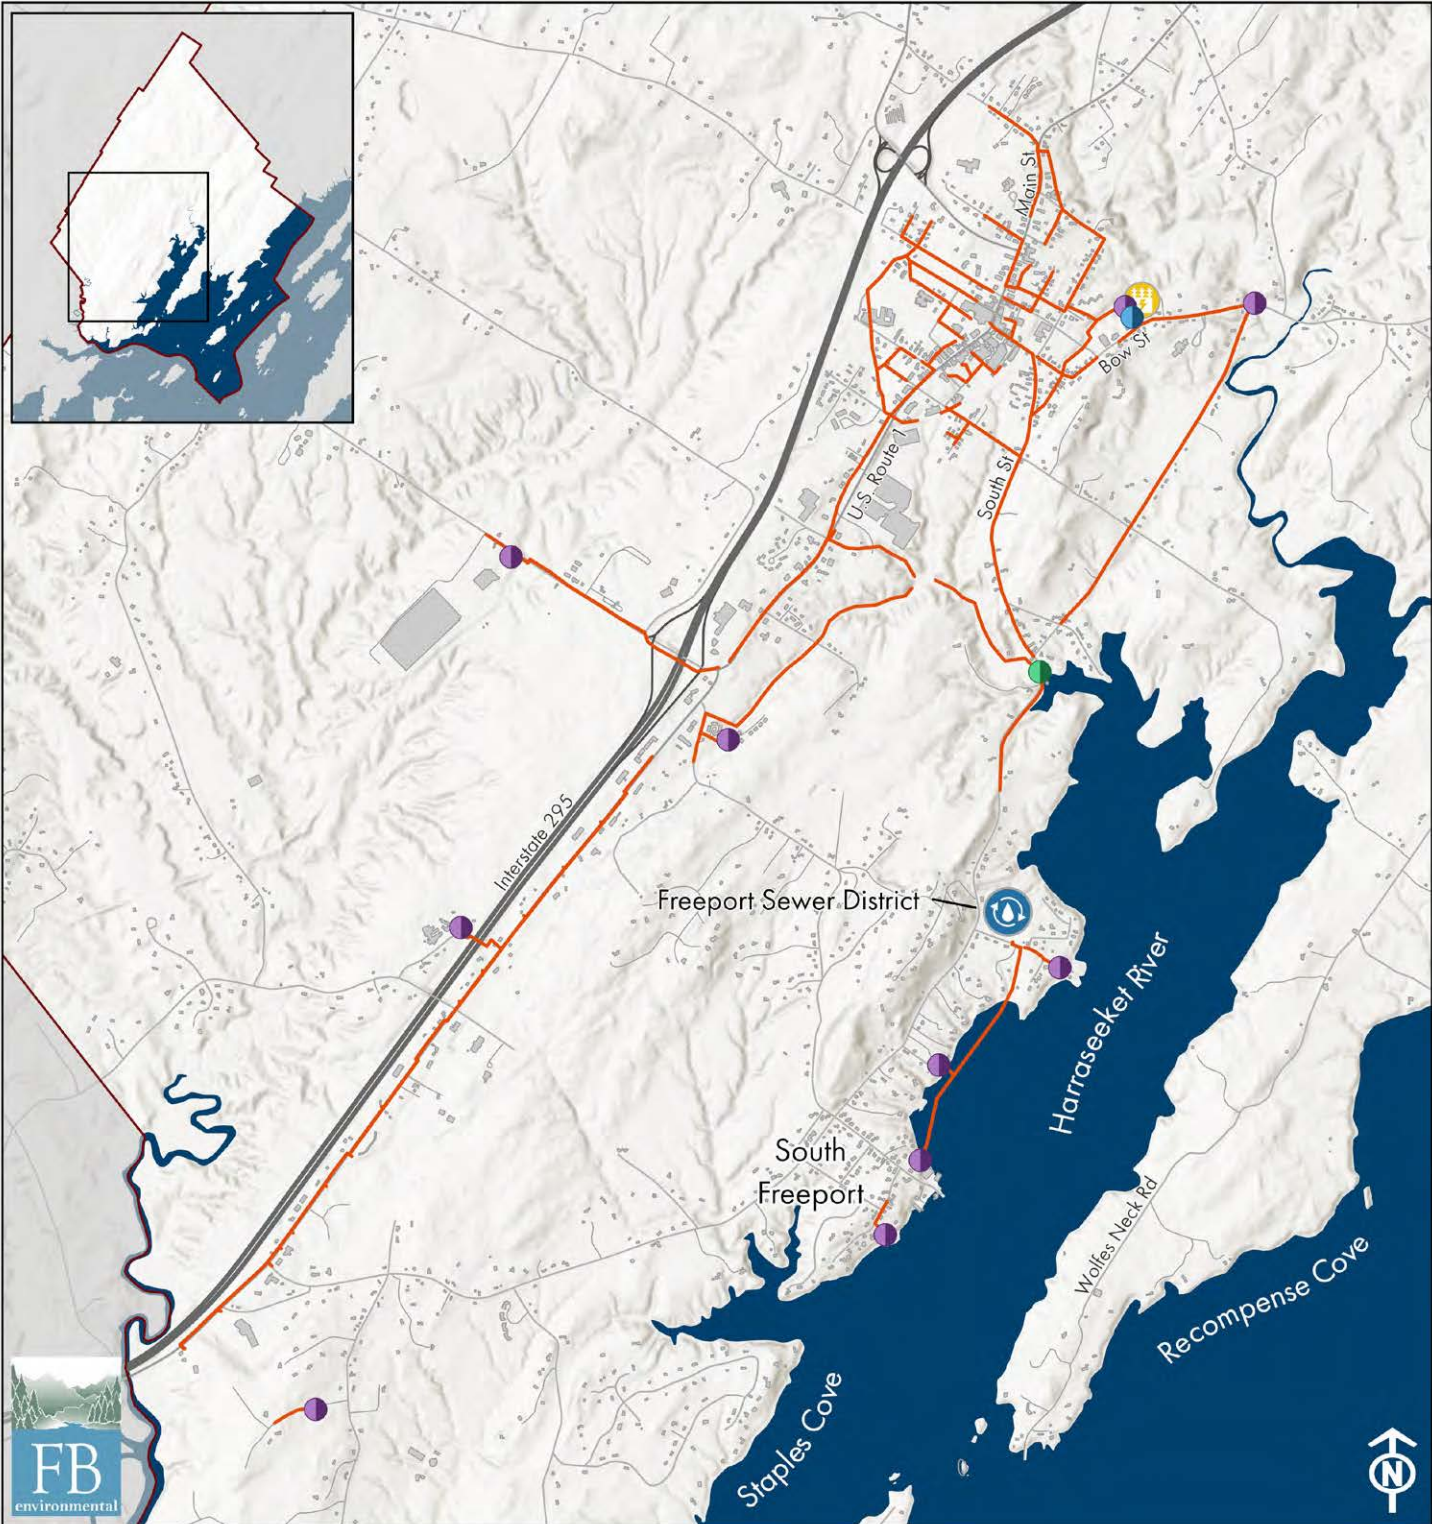 Main St
Bow St
U.S. Route 1
South St
Interstate 295
Freeport Sewer District
Harraseeket River
South
Freeport
Wolfes Neck Rd
Recompense Cove
Staples Cove
FB
environmental
N